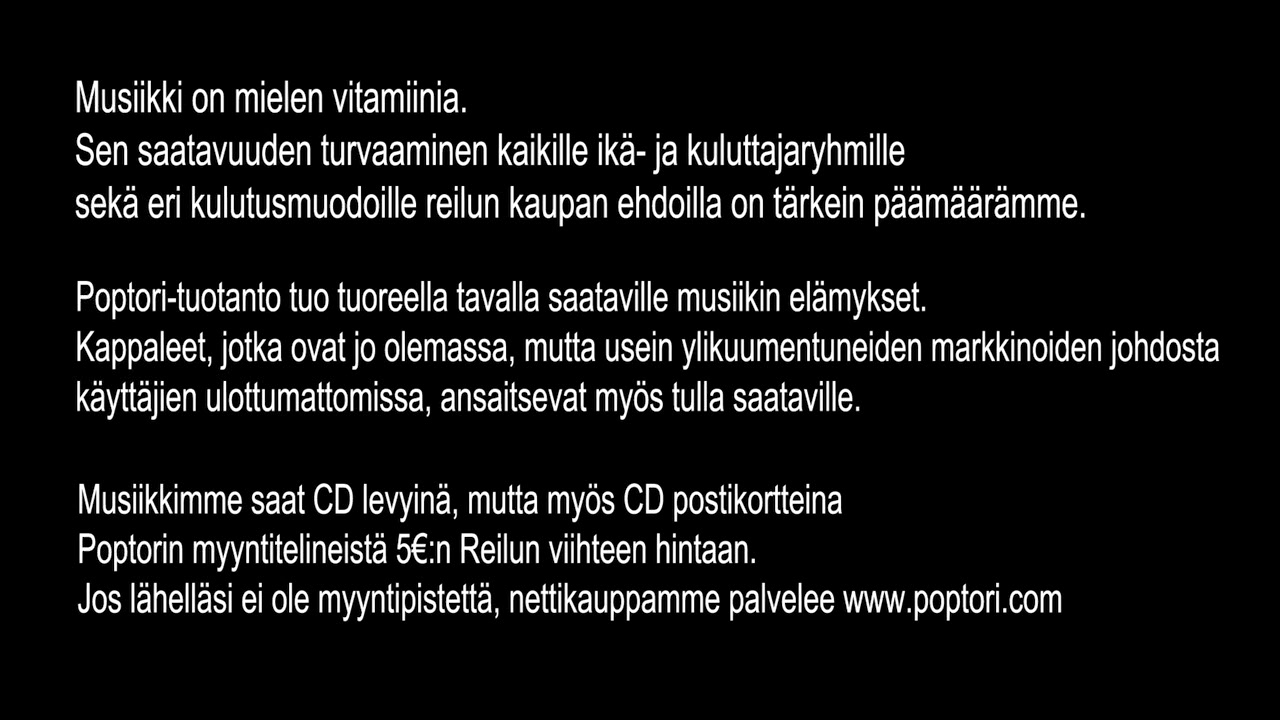 Musiikki on mielen vitamiinia.
Sen saatavuuden turvaaminen kaikille ikä- ja kuluttajaryhmille
sekä eri kulutusmuodoille reilun kaupan ehdoilla on tärkein päämäärämme.
Poptori-tuotanto tuo tuoreella tavalla saataville musiikin elämykset.
Kappaleet, jotka ovat jo olemassa, mutta usein ylikuumentuneiden markkinoiden johdosta
käyttäjien ulottumattomissa, ansaitsevat myös tulla saataville.
Musiikkimme saat CD levyinä, mutta myös CD postikortteina
Poptorin myyntitelineistä 5€:n Reilun viihteen hintaan.
Jos lähelläsi ei ole myyntipistettä, nettikauppamme palvelee www.poptori.com